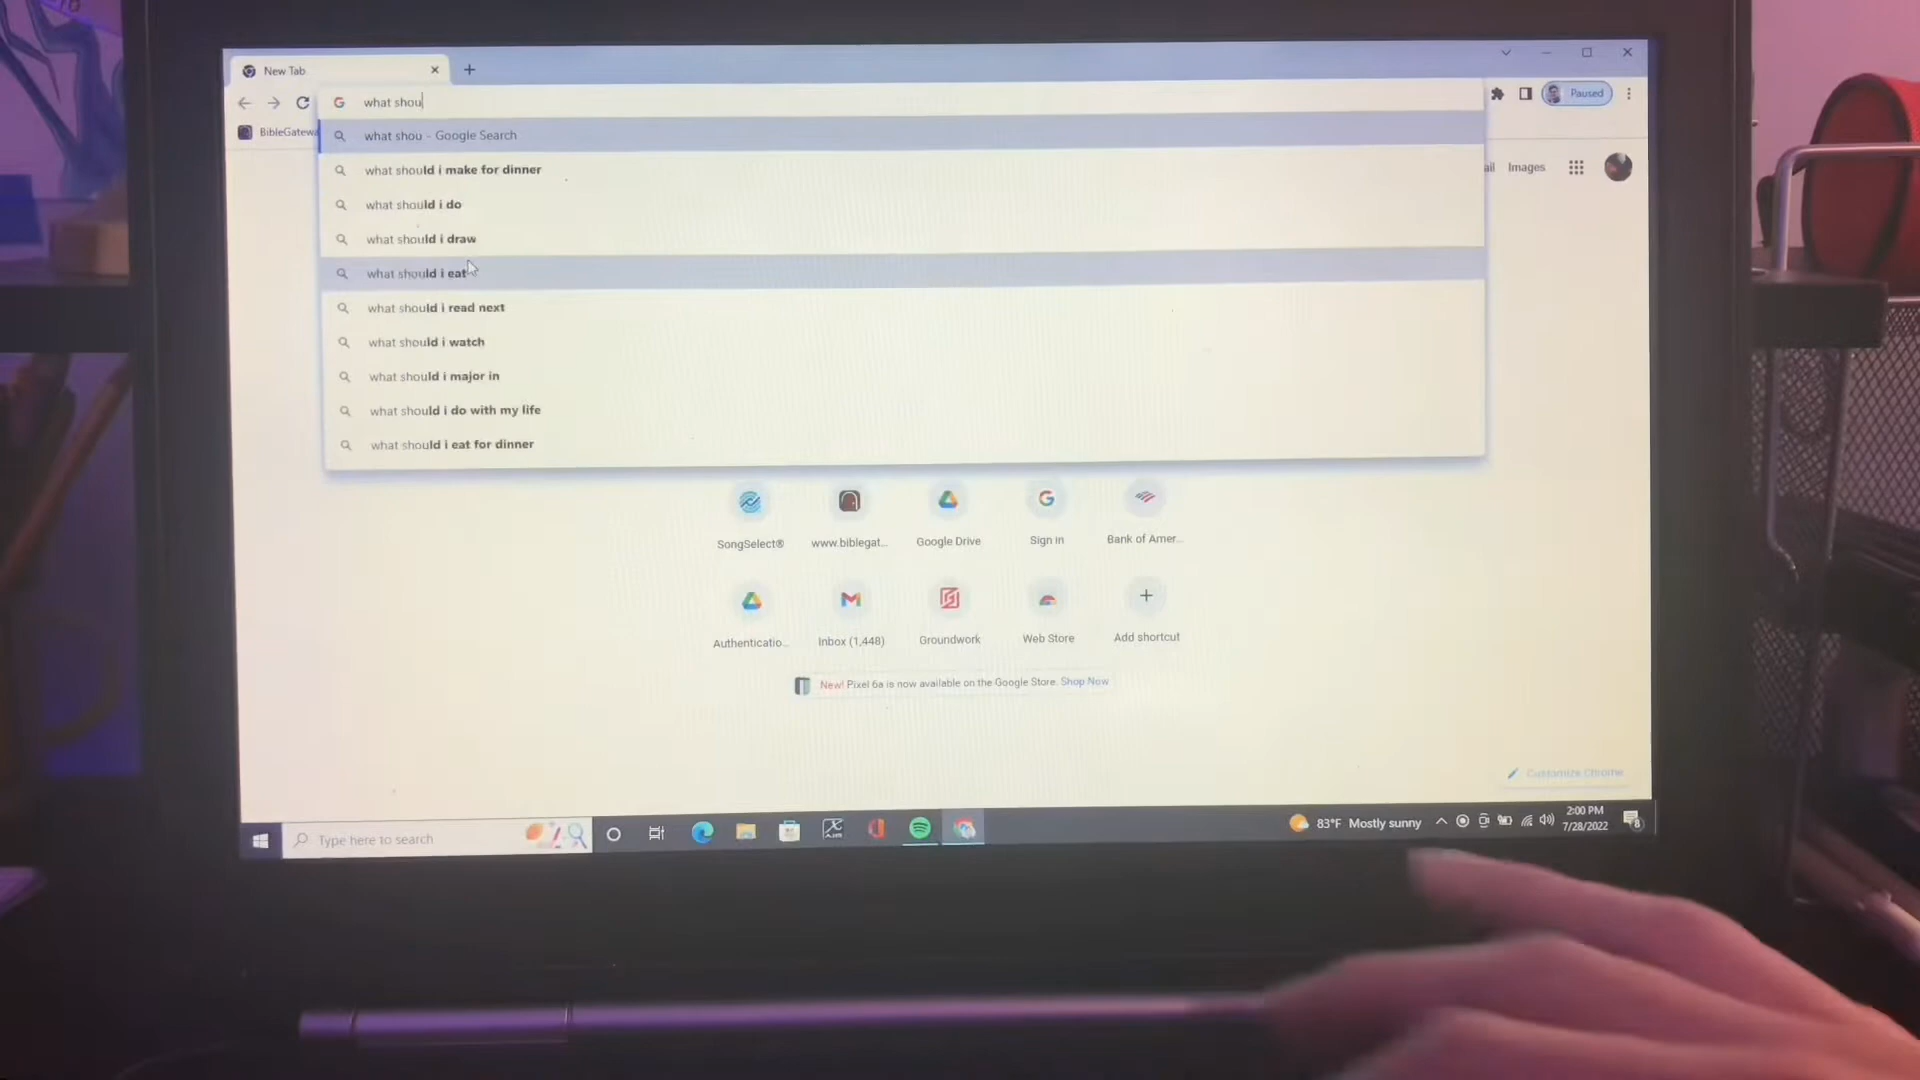 New Tab
what shou
Paused
BibleGatew
what shou - Google Search
what should i make for dinner
ail Images
what should i do
what should i draw
what should i eat
what should i read next
what should i watch
what should i major in
what should i do with my life
what should i eat for dinner
SongSelect® www.biblegat... Google Drive Sign in Bank of Amer...
Authenticatio... Inbox (1,448) Groundwork Web Store Add shortcut
New! Pixel 6a is now available on the Google Store. Shop Now
Customize Chrome
Type here to search
83°F Mostly sunny
2:00 PM
7/28/2022
8